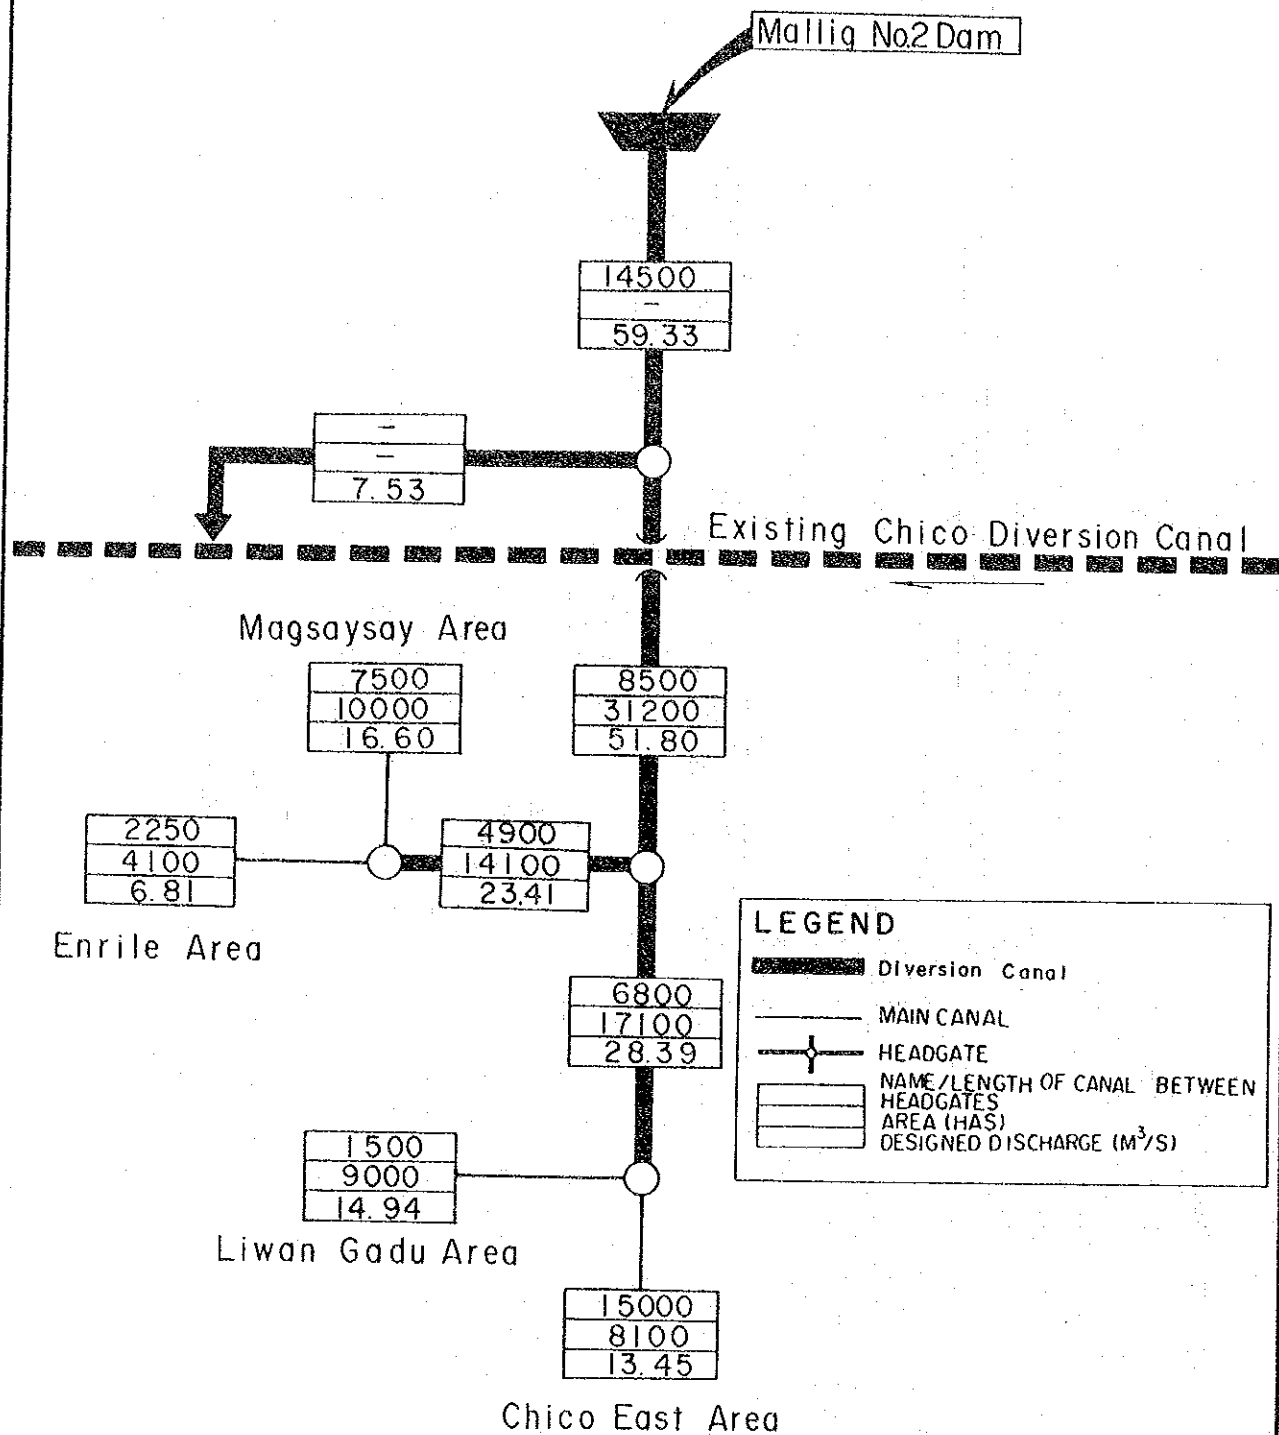 Mallig No.2 Dam
14500
-
59.33
-
-
7.53
Existing Chico Diversion Canal
Magsaysay Area
7500
10000
16.60
8500
31200
51.80
2250
4100
6.81
4900
14100
23.41
Enrile Area
6800
17100
28.39
LEGEND
Diversion Canal
MAIN CANAL
HEADGATE
NAME/LENGTH OF CANAL BETWEEN
HEADGATES
AREA (HAS)
DESIGNED DISCHARGE (M³/S)
1500
9000
14.94
Liwan Gadu Area
15000
8100
13.45
Chico East Area